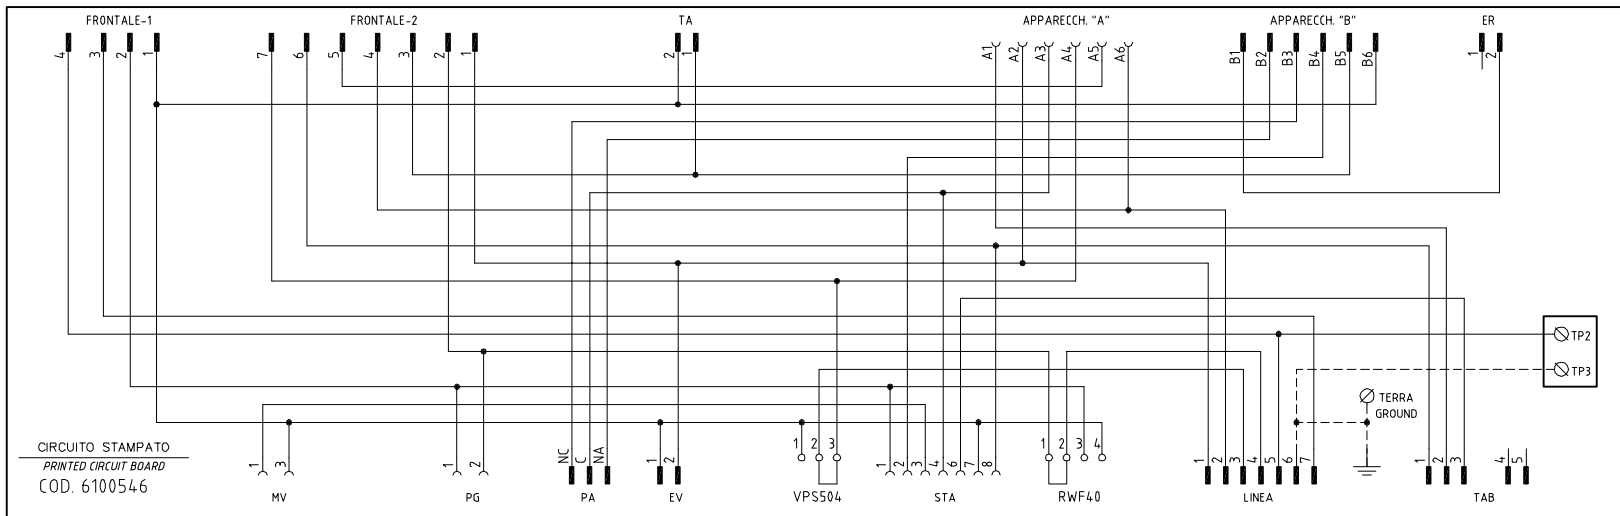 FRONTALE-1 FRONTALE-2 TA APPARECCH. "A" APPARECCH. "B" ER
4 3 2 1 7 6 5 4 3 2 1 2 1 A1 A2 A3 A4 A5 A6 B1 B2 B3 B4 B5 B6 1 2
TP2
TP3
TERRA
GROUND
CIRCUITO STAMPATO
PRINTED CIRCUIT BOARD
COD. 6100546
1 3 1 2 NC C NA 1 2 1 2 3 1 2 3 4 6 7 8 1 2 3 4 1 2 3 4 5 6 7 1 2 3 4 5
MV PG PA EV VPS504 STA RWF40 LINEA TAB